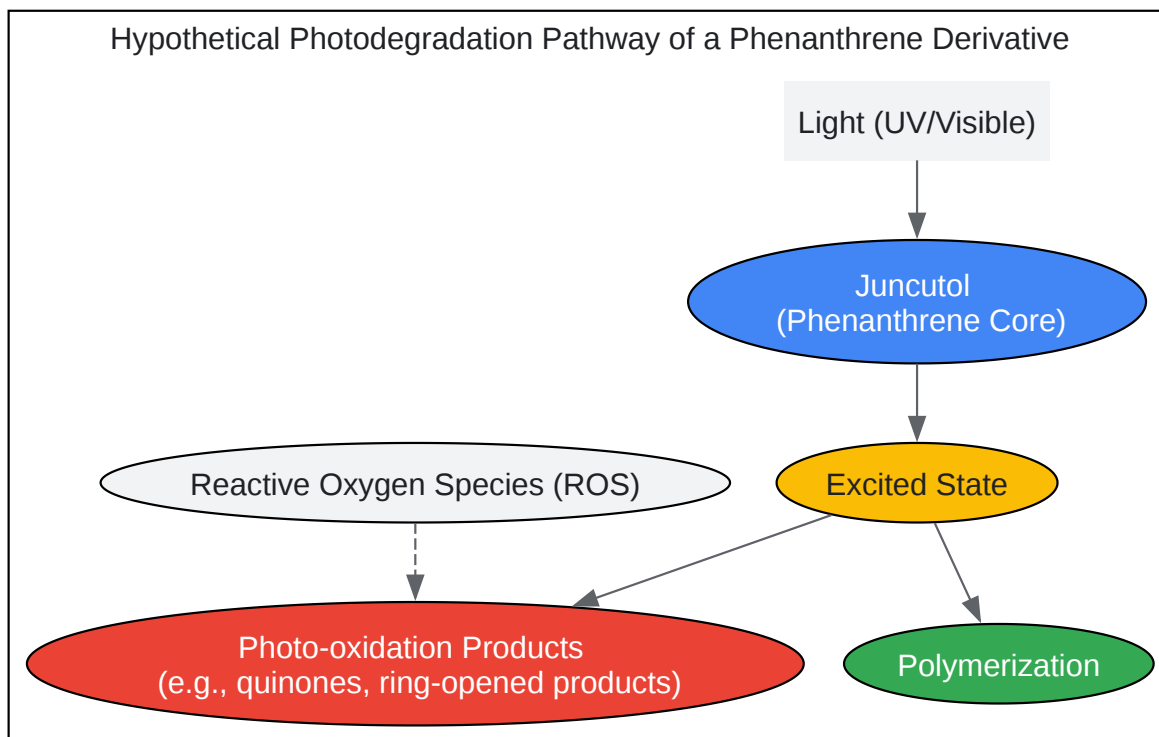 Hypothetical Photodegradation Pathway of a Phenanthrene Derivative
Light (UV/Visible)
Juncutol
(Phenanthrene Core)
Reactive Oxygen Species (ROS)
Excited State
Photo-oxidation Products
(e.g., quinones, ring-opened products)
Polymerization